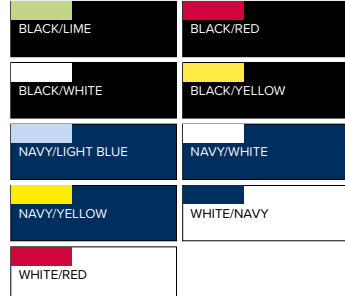 BLACK/LIME
BLACK/RED
BLACK/WHITE
BLACK/YELLOW
NAVY/LIGHT BLUE
NAVY/WHITE
NAVY/YELLOW
WHITE/NAVY
WHITE/RED